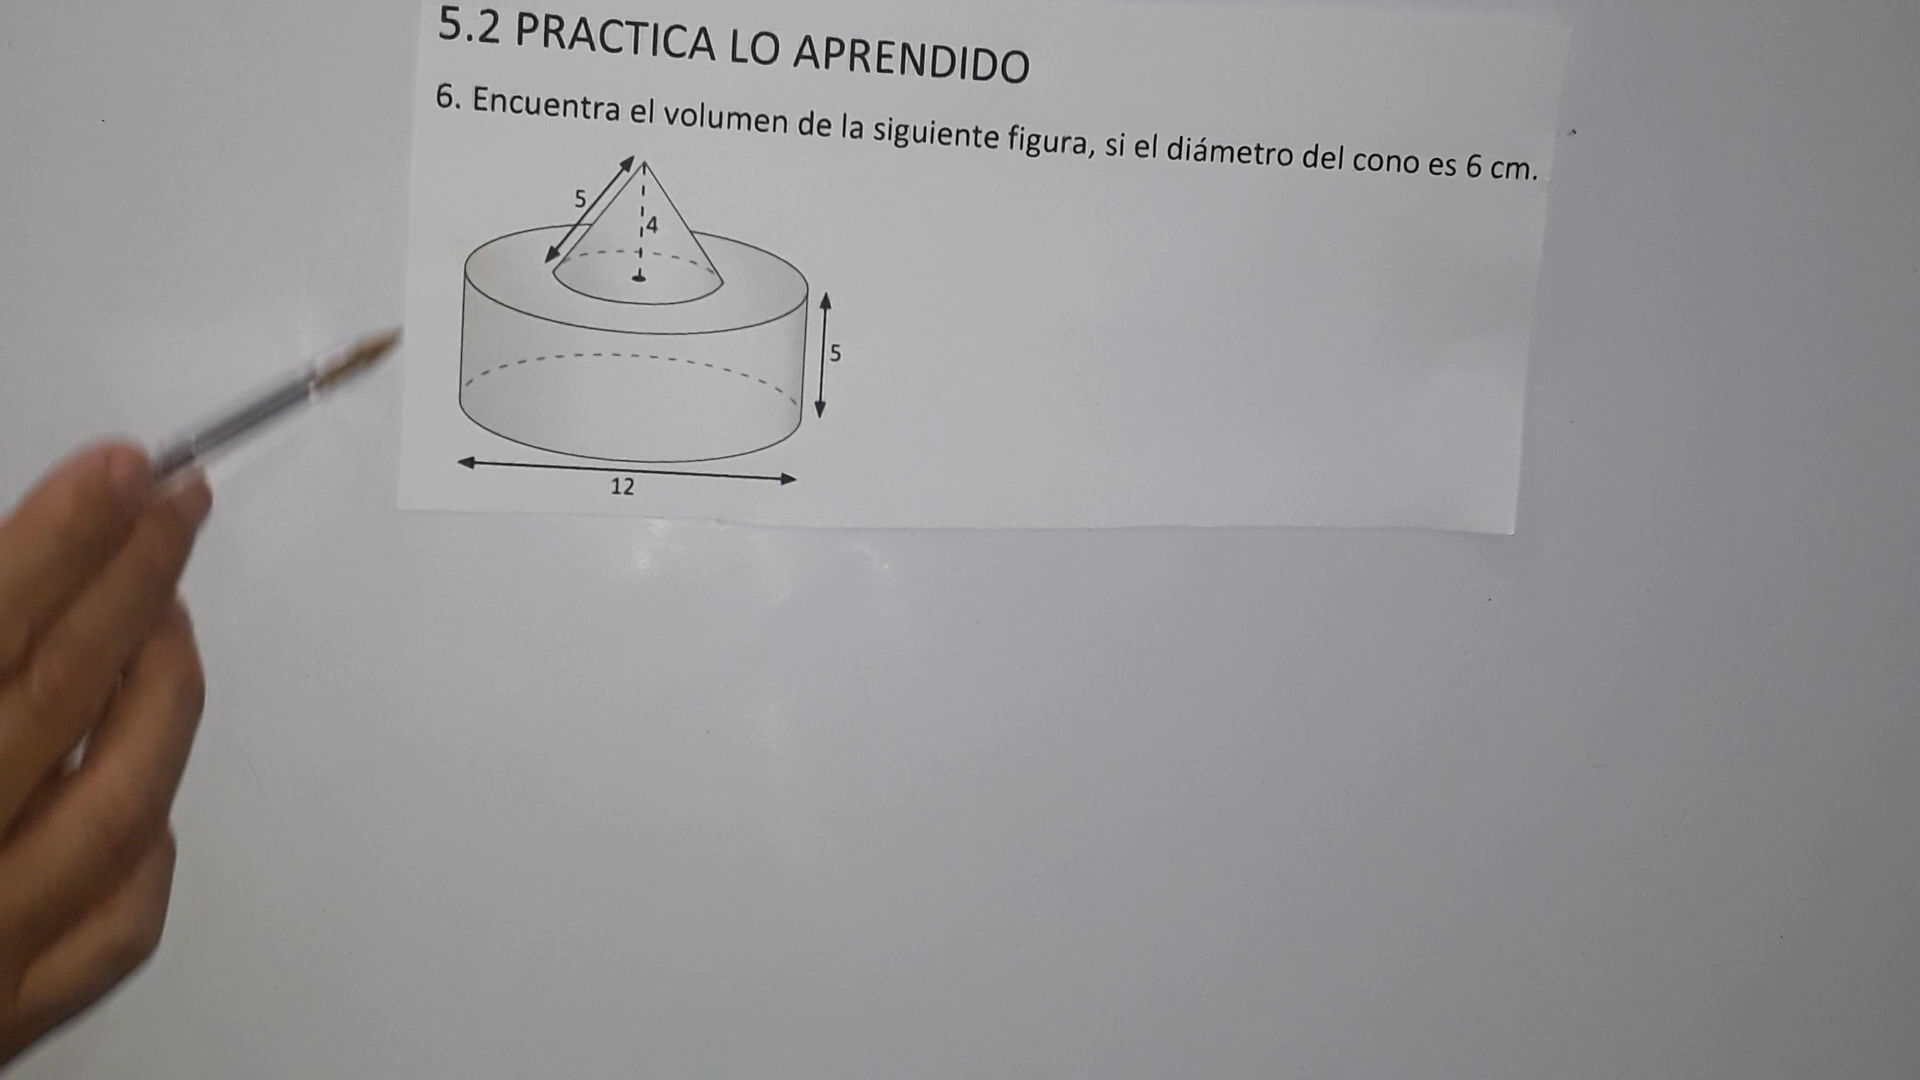 5.2 PRACTICA LO APRENDIDO
6. Encuentra el volumen de la siguiente figura, si el diámetro del cono es 6 cm.
5
4
5
12